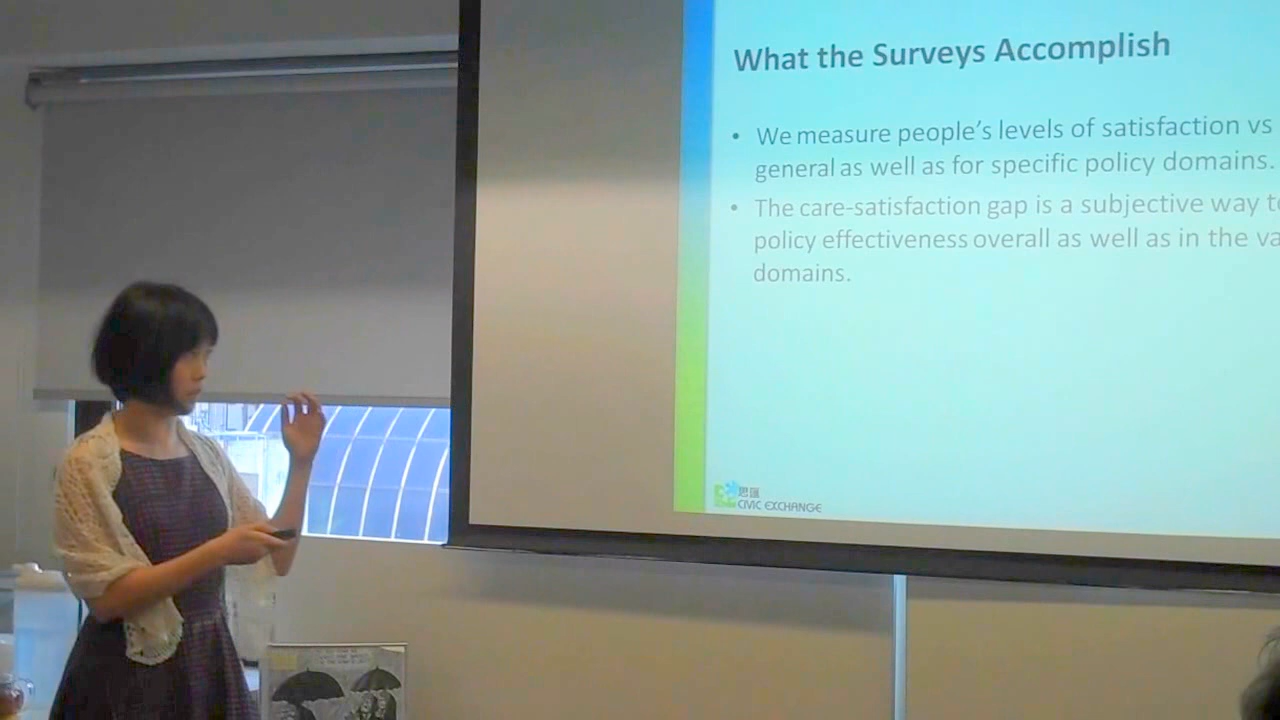 What the Surveys Accomplish
• We measure people's levels of satisfaction vs
general as well as for specific policy domains.
• The care-satisfaction gap is a subjective way
policy effectiveness overall as well as in the
domains.
思匯
CIVIC EXCHANGE